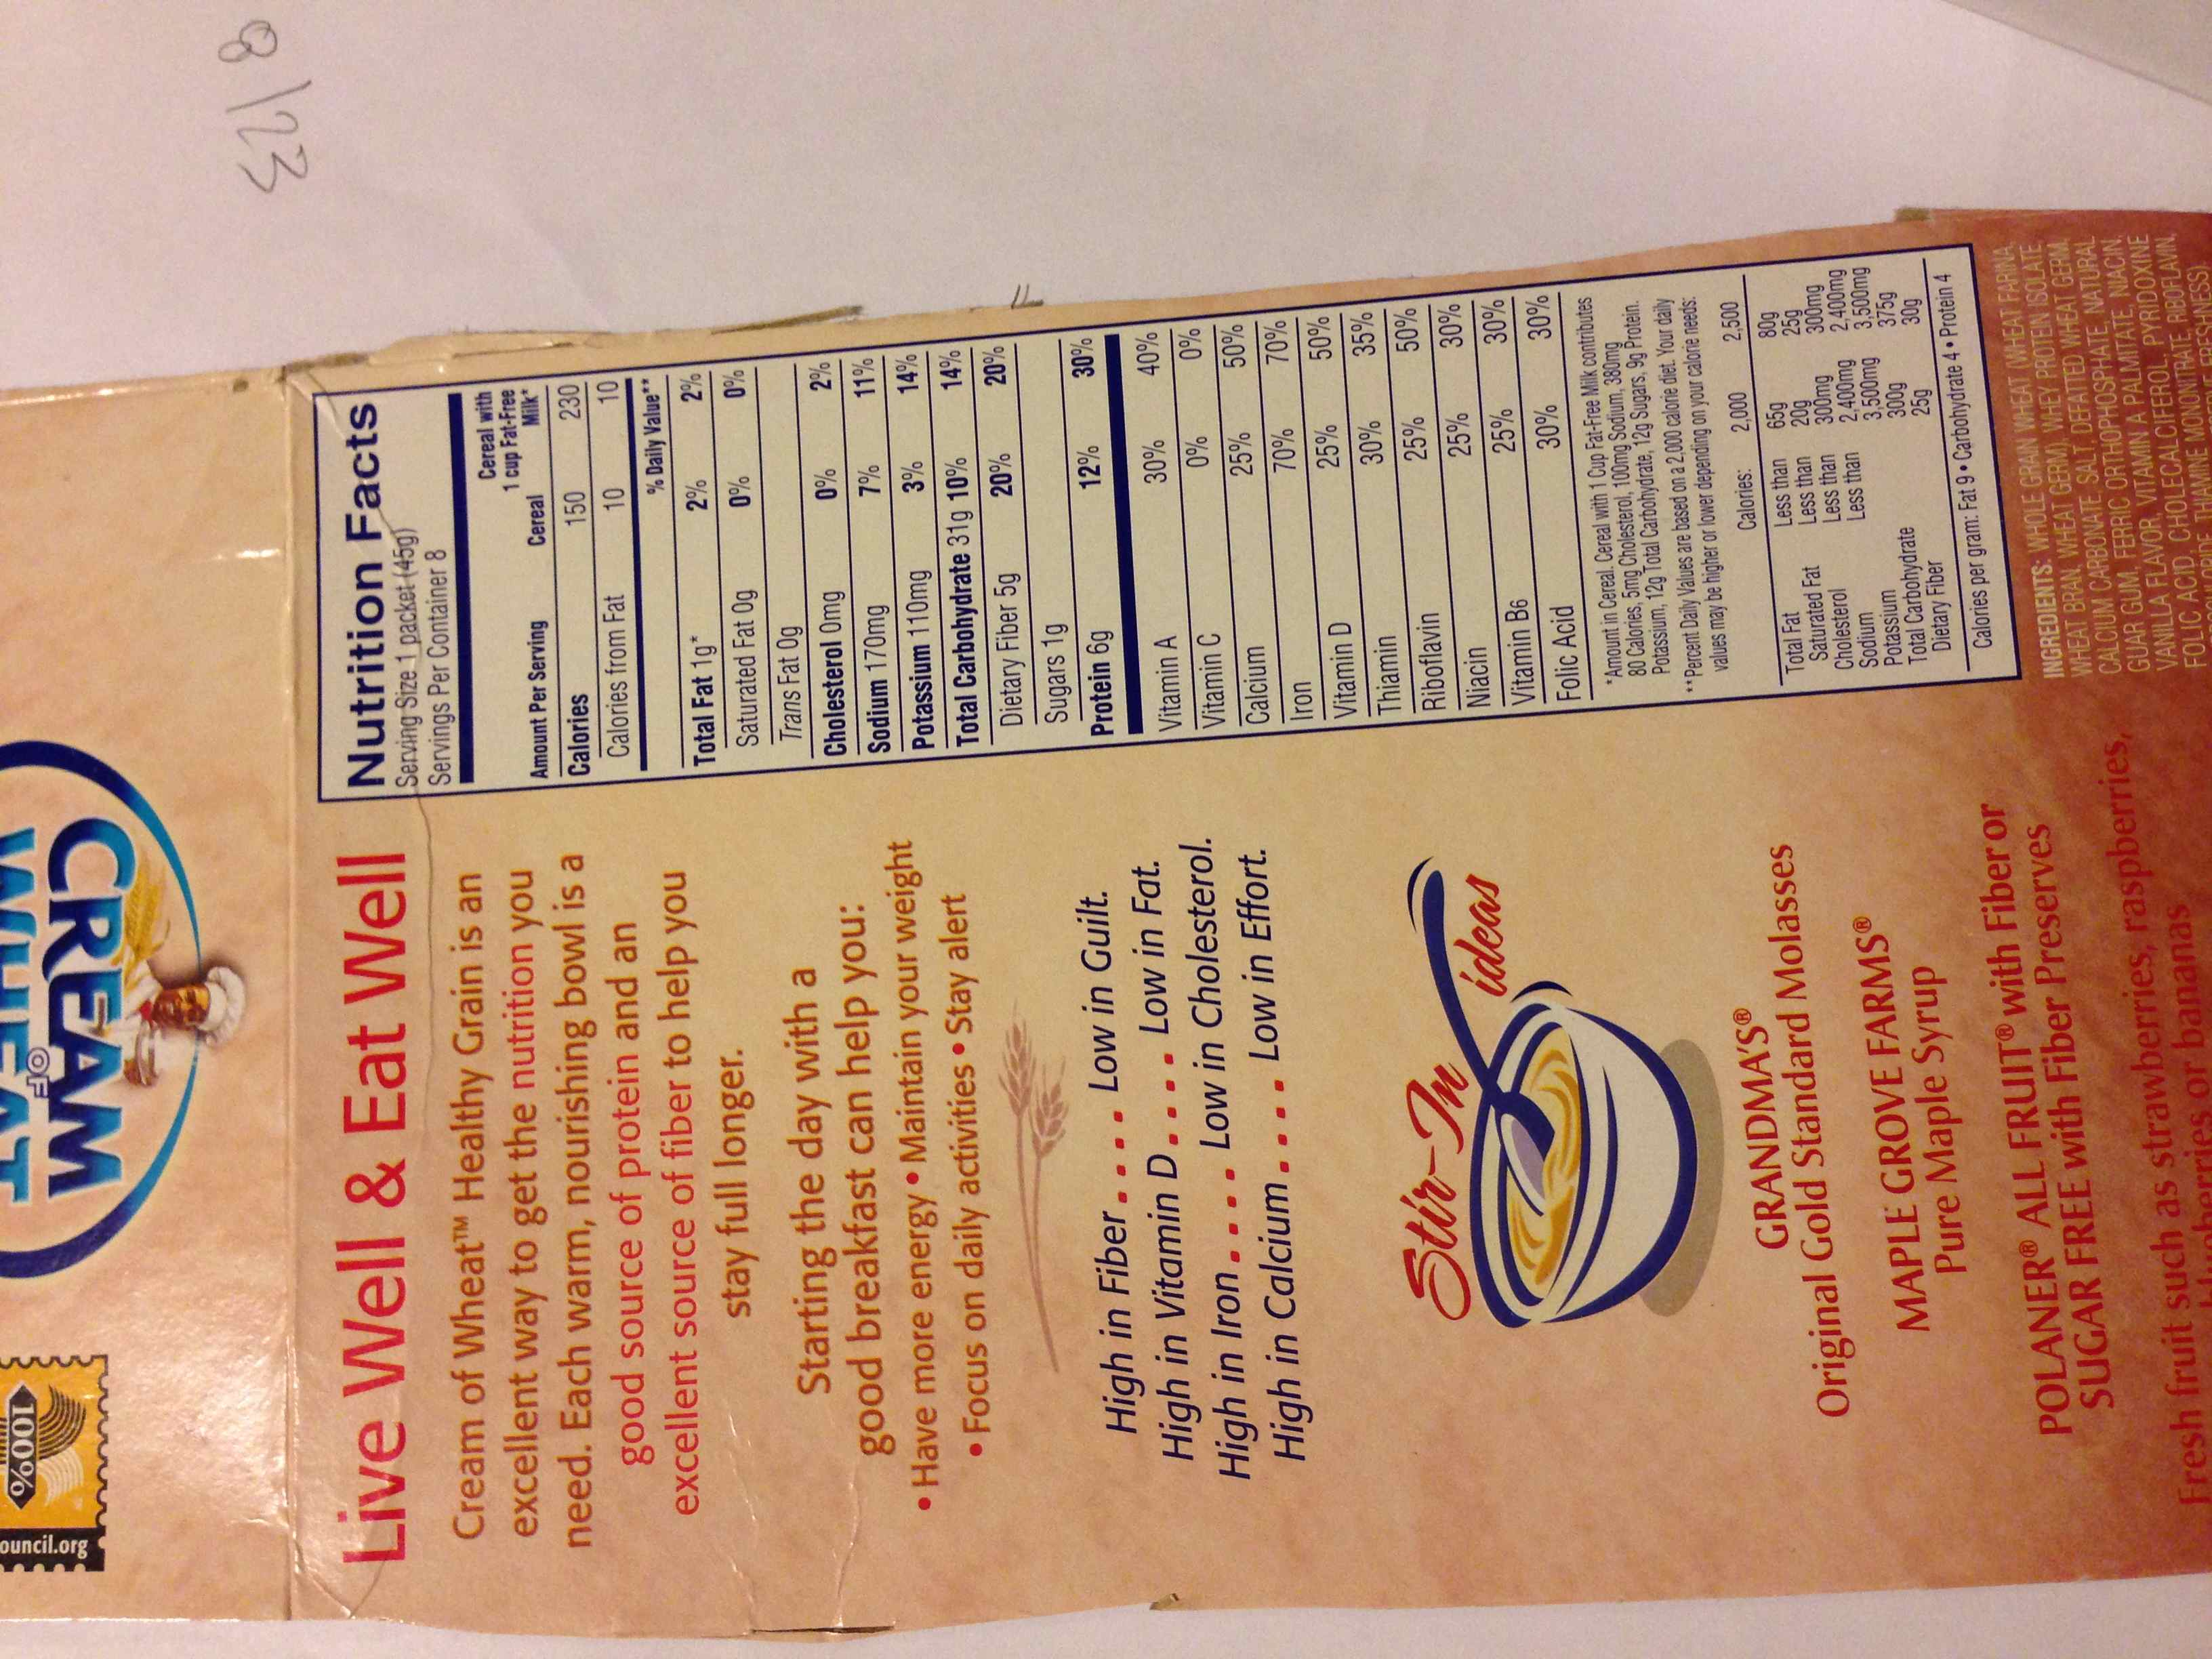 ouncil.org
100%
CREAM
OF
WHEAT
8/23
Live Well & Eat Well
Cream of Wheat™ Healthy Grain is an
excellent way to get the nutrition you
need. Each warm, nourishing bowl is a
good source of protein and an
excellent source of fiber to help you
stay full longer.
Starting the day with a
good breakfast can help you:
• Have more energy • Maintain your weight
• Focus on daily activities • Stay alert
High in Fiber.... Low in Guilt.
High in Vitamin D.... Low in Fat.
High in Iron.... Low in Cholesterol.
High in Calcium.... Low in Effort.
Stir-In
ideas
GRANDMA'S®
Original Gold Standard Molasses
MAPLE GROVE FARMS®
Pure Maple Syrup
POLANER® ALL FRUIT® with Fiber or
SUGAR FREE with Fiber Preserves
Fresh fruit such as strawberries, raspberries,
blueberries or bananas
Nutrition Facts
Serving Size 1 packet (45g)
Servings Per Container 8
Cereal with
1 cup Fat-Free
Amount Per Serving Cereal Milk*
Calories 150 230
Calories from Fat 10 10
% Daily Value**
Total Fat 1g* 2% 2%
Saturated Fat 0g 0% 0%
Trans Fat 0g
Cholesterol 0mg 0% 2%
Sodium 170mg 7% 11%
Potassium 110mg 3% 14%
Total Carbohydrate 31g 10% 14%
Dietary Fiber 5g 20% 20%
Sugars 1g
Protein 6g 12% 30%
Vitamin A 30% 40%
Vitamin C 0% 0%
Calcium 25% 50%
Iron 70% 70%
Vitamin D 25% 50%
Thiamin 30% 35%
Riboflavin 25% 50%
Niacin 25% 30%
Vitamin B6 25% 30%
Folic Acid 30% 30%
*Amount in Cereal. Cereal with 1 Cup Fat-Free Milk contributes
80 Calories, 5mg Cholesterol, 100mg Sodium, 380mg
Potassium, 12g Total Carbohydrate, 12g Sugars, 9g Protein.
**Percent Daily Values are based on a 2,000 calorie diet. Your daily
values may be higher or lower depending on your calorie needs:
Calories: 2,000 2,500
Total Fat Less than 65g 80g
Saturated Fat Less than 20g 25g
Cholesterol Less than 300mg 300mg
Sodium Less than 2,400mg 2,400mg
Potassium 3,500mg 3,500mg
Total Carbohydrate 300g 375g
Dietary Fiber 25g 30g
Calories per gram: Fat 9 • Carbohydrate 4 • Protein 4
INGREDIENTS: WHOLE GRAIN WHEAT (WHEAT FARINA,
WHEAT BRAN, WHEAT GERM), WHEY PROTEIN ISOLATE,
CALCIUM CARBONATE, SALT, DEFATTED WHEAT GERM,
GUAR GUM, FERRIC ORTHOPHOSPHATE, NATURAL
VANILLA FLAVOR, VITAMIN A PALMITATE, NIACIN,
FOLIC ACID, CHOLECALCIFEROL, PYRIDOXINE
THIAMINE MONONITRATE, RIBOFLAVIN,
FRESHNESS).